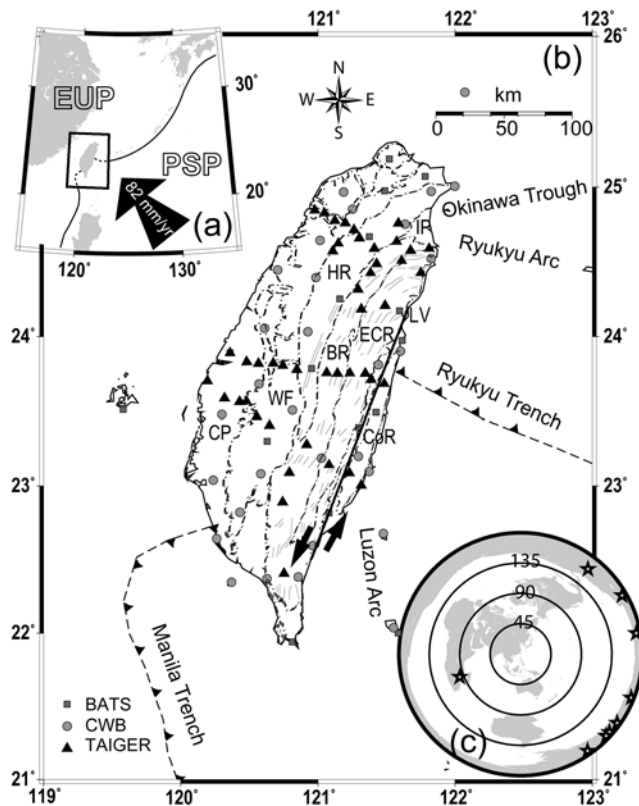 119° 120° 121° 122° 123°
26°
(a)
30°
EUP
PSP
20°
82 mm/yr
120° 130°
(b)
N
W E
S
km
0 50 100
25°
Okinawa Trough
IP
Ryukyu Arc
HR
24° 24°
LV
ECR
BR
Ryukyu Trench
WF
CP
CoR
23° 23°
Luzon Arc
22°
Manila Trench
135
90
45
(c)
BATS
CWB
TAIGER
21° 21°
119° 120° 121° 122° 123°